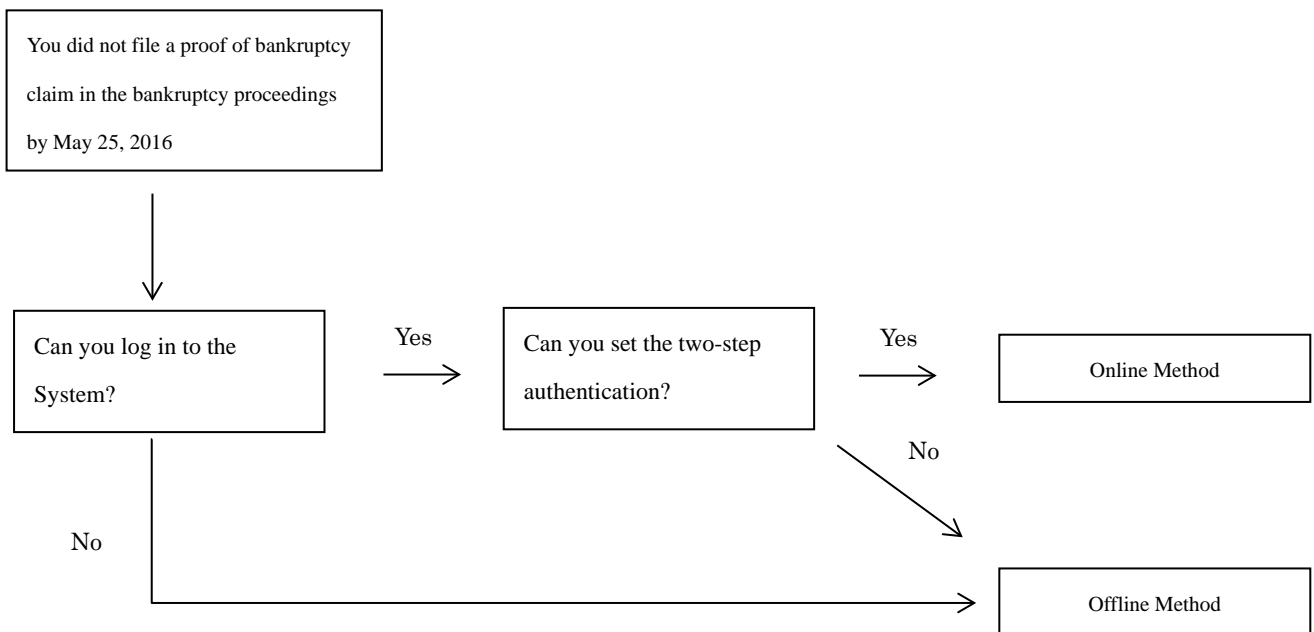 You did not file a proof of bankruptcy
claim in the bankruptcy proceedings
by May 25, 2016
Can you log in to the
System?
Yes
Can you set the two-step
authentication?
Yes
Online Method
No
No
Offline Method